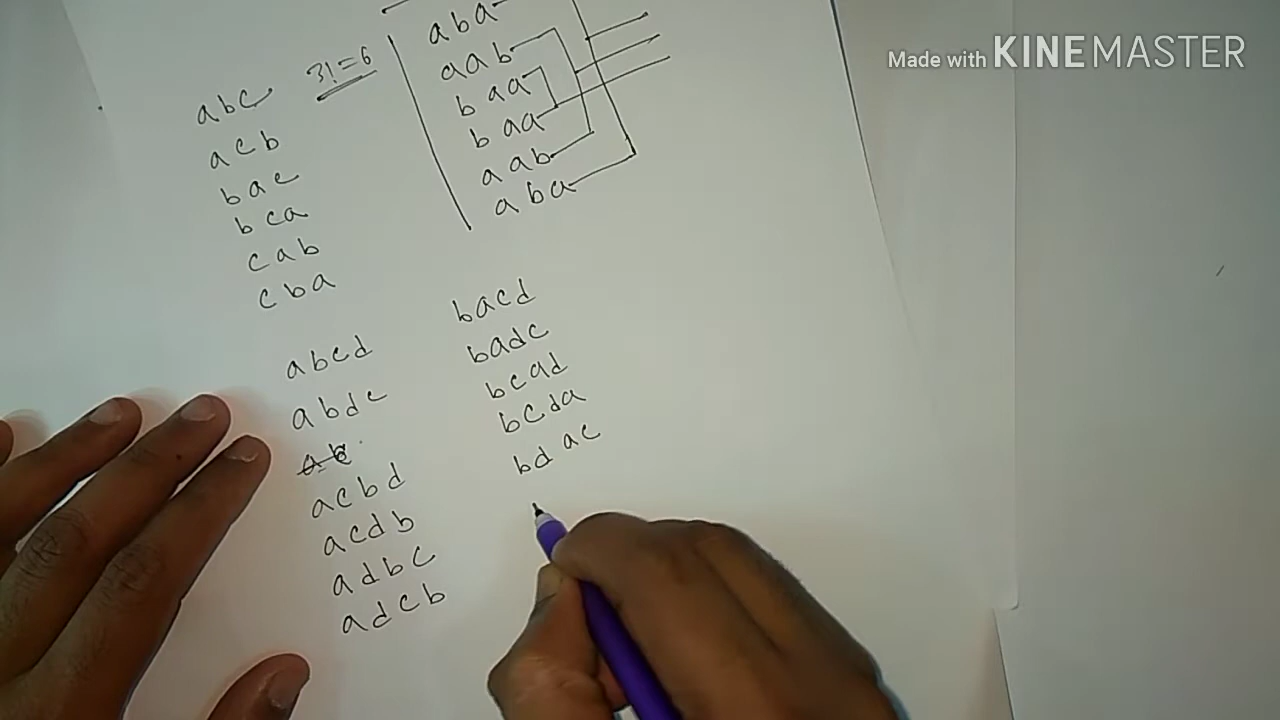 Made with KINEMASTER
3! = 6
abc
acb
bac
bca
cab
cba
aba
aab
baa
baa
aab
aba
abcd
abdc
acbd
acdb
adbc
adcb
bacd
badc
bcad
bcda
bdac